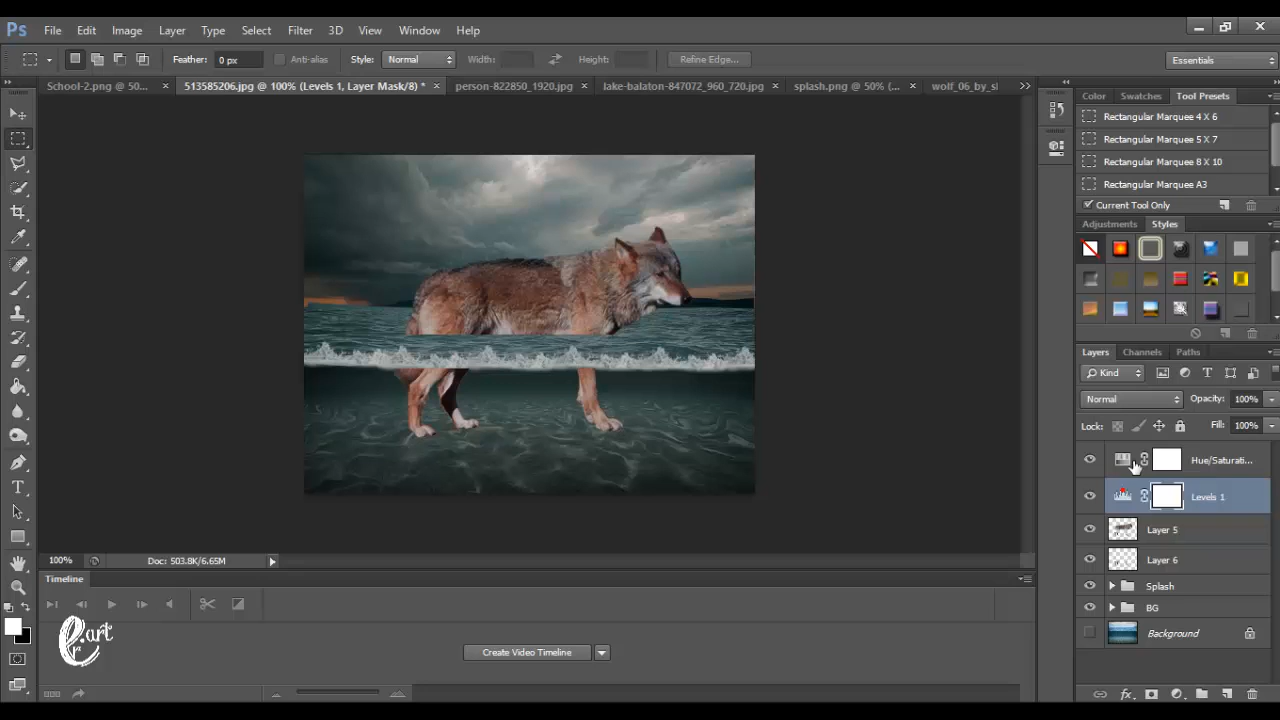 Ps File Edit Image Layer Type Select Filter 3D View Window Help
Feather: 0 px Anti-alias Style: Normal Width: Height: Refine Edge... Essentials
School-2.png @ 50... × 513585206.jpg @ 100% (Levels 1, Layer Mask/8) * × person-822850_1920.jpg × lake-balaton-847072_960_720.jpg × splash.png @ 50% (... × wolf_06_by_sl
Color Swatches Tool Presets
Rectangular Marquee 4 X 6
Rectangular Marquee 5 X 7
Rectangular Marquee 8 X 10
Rectangular Marquee A3
Current Tool Only
Adjustments Styles
Layers Channels Paths
Kind
Normal Opacity: 100%
Lock: Fill: 100%
Hue/Saturati...
Levels 1
Layer 5
Layer 6
Splash
BG
Background
100% Doc: 503.8K/6.65M
Timeline
Create Video Timeline